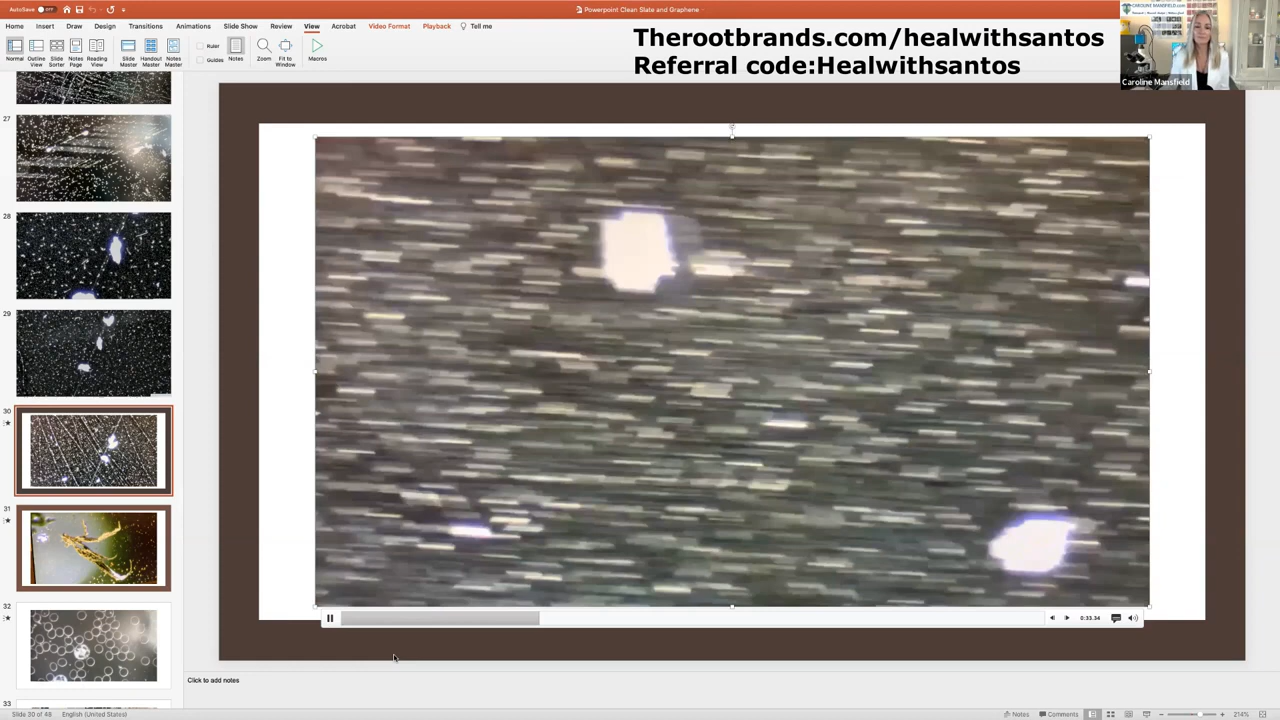 AutoSave OFF
Powerpoint Clean Slate and Graphene
Home Insert Draw Design Transitions Animations Slide Show Review View Acrobat Video Format Playback Tell me
Normal
Outline View
Slide Sorter
Notes Page
Reading View
Slide Master
Handout Master
Notes Master
Ruler
Guides
Notes
Zoom
Fit to Window
Macros
Therootbrands.com/healwithsantos
Referral code:Healwithsantos
CAROLINE MANSFIELD.com
Caroline Mansfield
27
28
29
30
31
32
33
0:33.34
Click to add notes
Slide 30 of 48 English (United States)
Notes Comments 214%